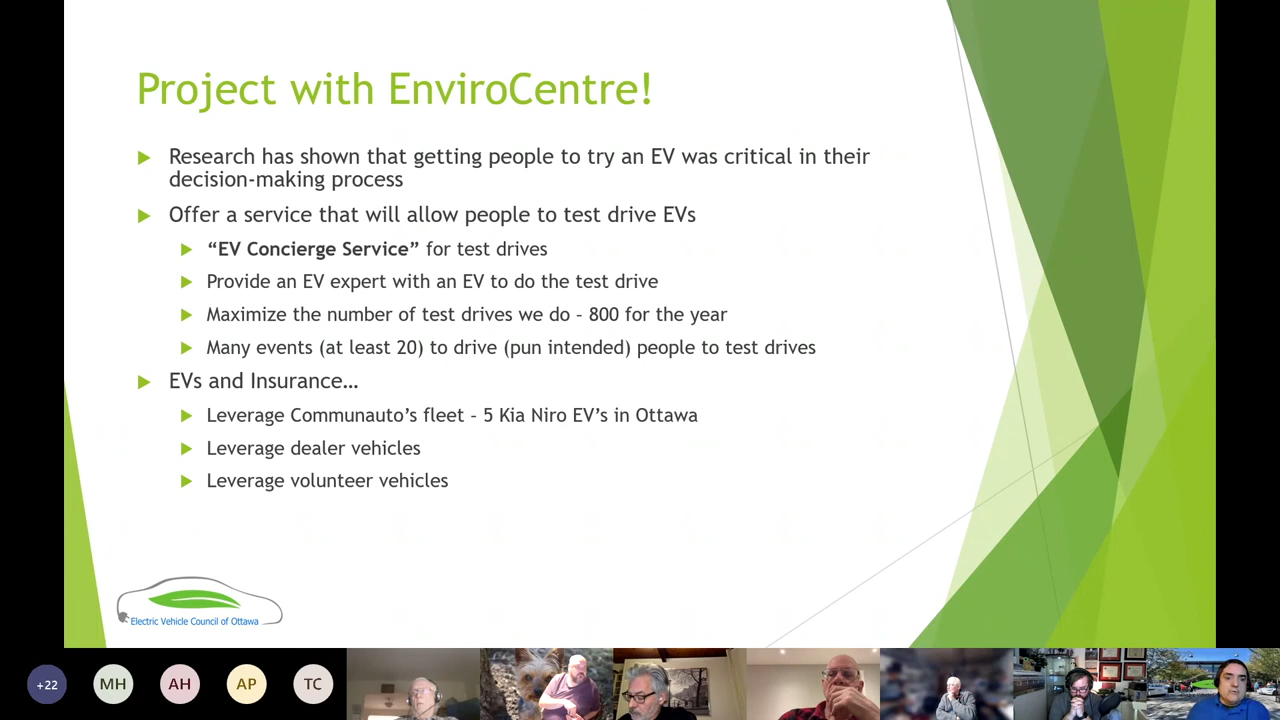 Project with EnviroCentre!
Research has shown that getting people to try an EV was critical in their
decision-making process
Offer a service that will allow people to test drive EVs
“EV Concierge Service” for test drives
Provide an EV expert with an EV to do the test drive
Maximize the number of test drives we do – 800 for the year
Many events (at least 20) to drive (pun intended) people to test drives
EVs and Insurance…
Leverage Communauto’s fleet – 5 Kia Niro EV’s in Ottawa
Leverage dealer vehicles
Leverage volunteer vehicles
Electric Vehicle Council of Ottawa
+22
MH
AH
AP
TC